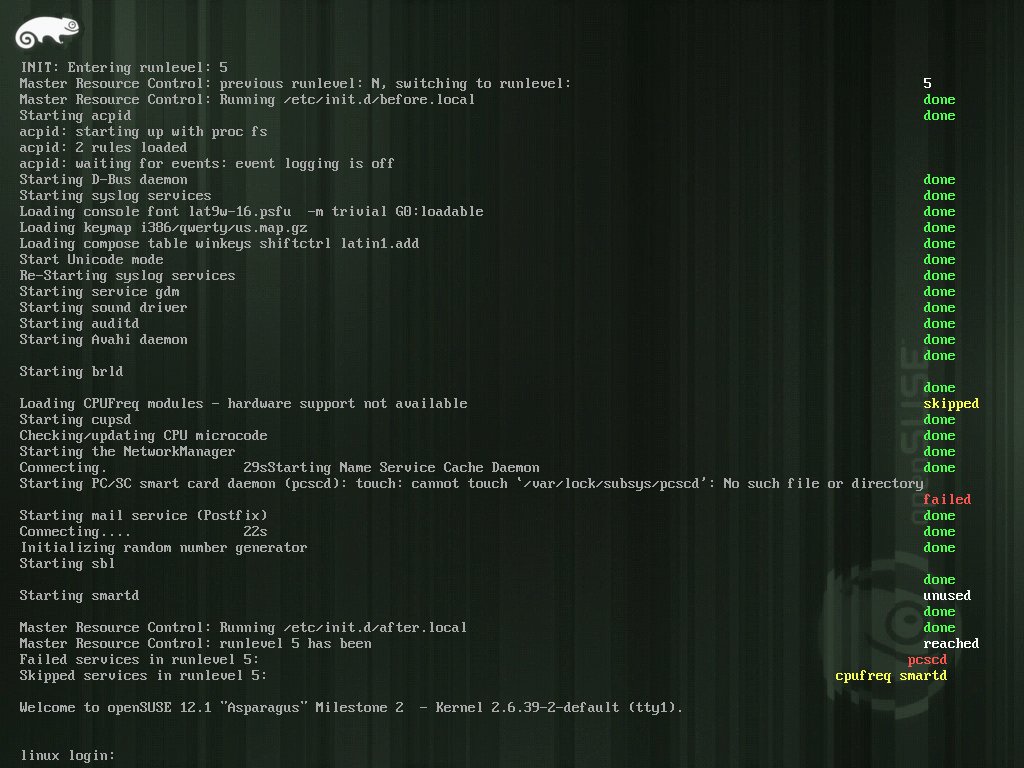 INIT: Entering runlevel: 5
Master Resource Control: previous runlevel: N, switching to runlevel: 5
Master Resource Control: Running /etc/init.d/before.local done
Starting acpid done
acpid: starting up with proc fs
acpid: 2 rules loaded
acpid: waiting for events: event logging is off
Starting D-Bus daemon done
Starting syslog services done
Loading console font lat9w-16.psfu -m trivial G0:loadable done
Loading keymap i386/qwerty/us.map.gz done
Loading compose table winkeys shiftctrl latin1.add done
Start Unicode mode done
Re-Starting syslog services done
Starting service gdm done
Starting sound driver done
Starting auditd done
Starting Avahi daemon done
done
Starting brld
done
Loading CPUFreq modules - hardware support not available skipped
Starting cupsd done
Checking/updating CPU microcode done
Starting the NetworkManager done
Connecting. 29sStarting Name Service Cache Daemon done
Starting PC/SC smart card daemon (pcscd): touch: cannot touch `/var/lock/subsys/pcscd': No such file or directory
failed
Starting mail service (Postfix) done
Connecting.... 22s done
Initializing random number generator done
Starting sbl
done
Starting smartd unused
done
Master Resource Control: Running /etc/init.d/after.local done
Master Resource Control: runlevel 5 has been reached
Failed services in runlevel 5: pcscd
Skipped services in runlevel 5: cpufreq smartd
Welcome to openSUSE 12.1 "Asparagus" Milestone 2 - Kernel 2.6.39-2-default (tty1).
linux login:
openSUSE